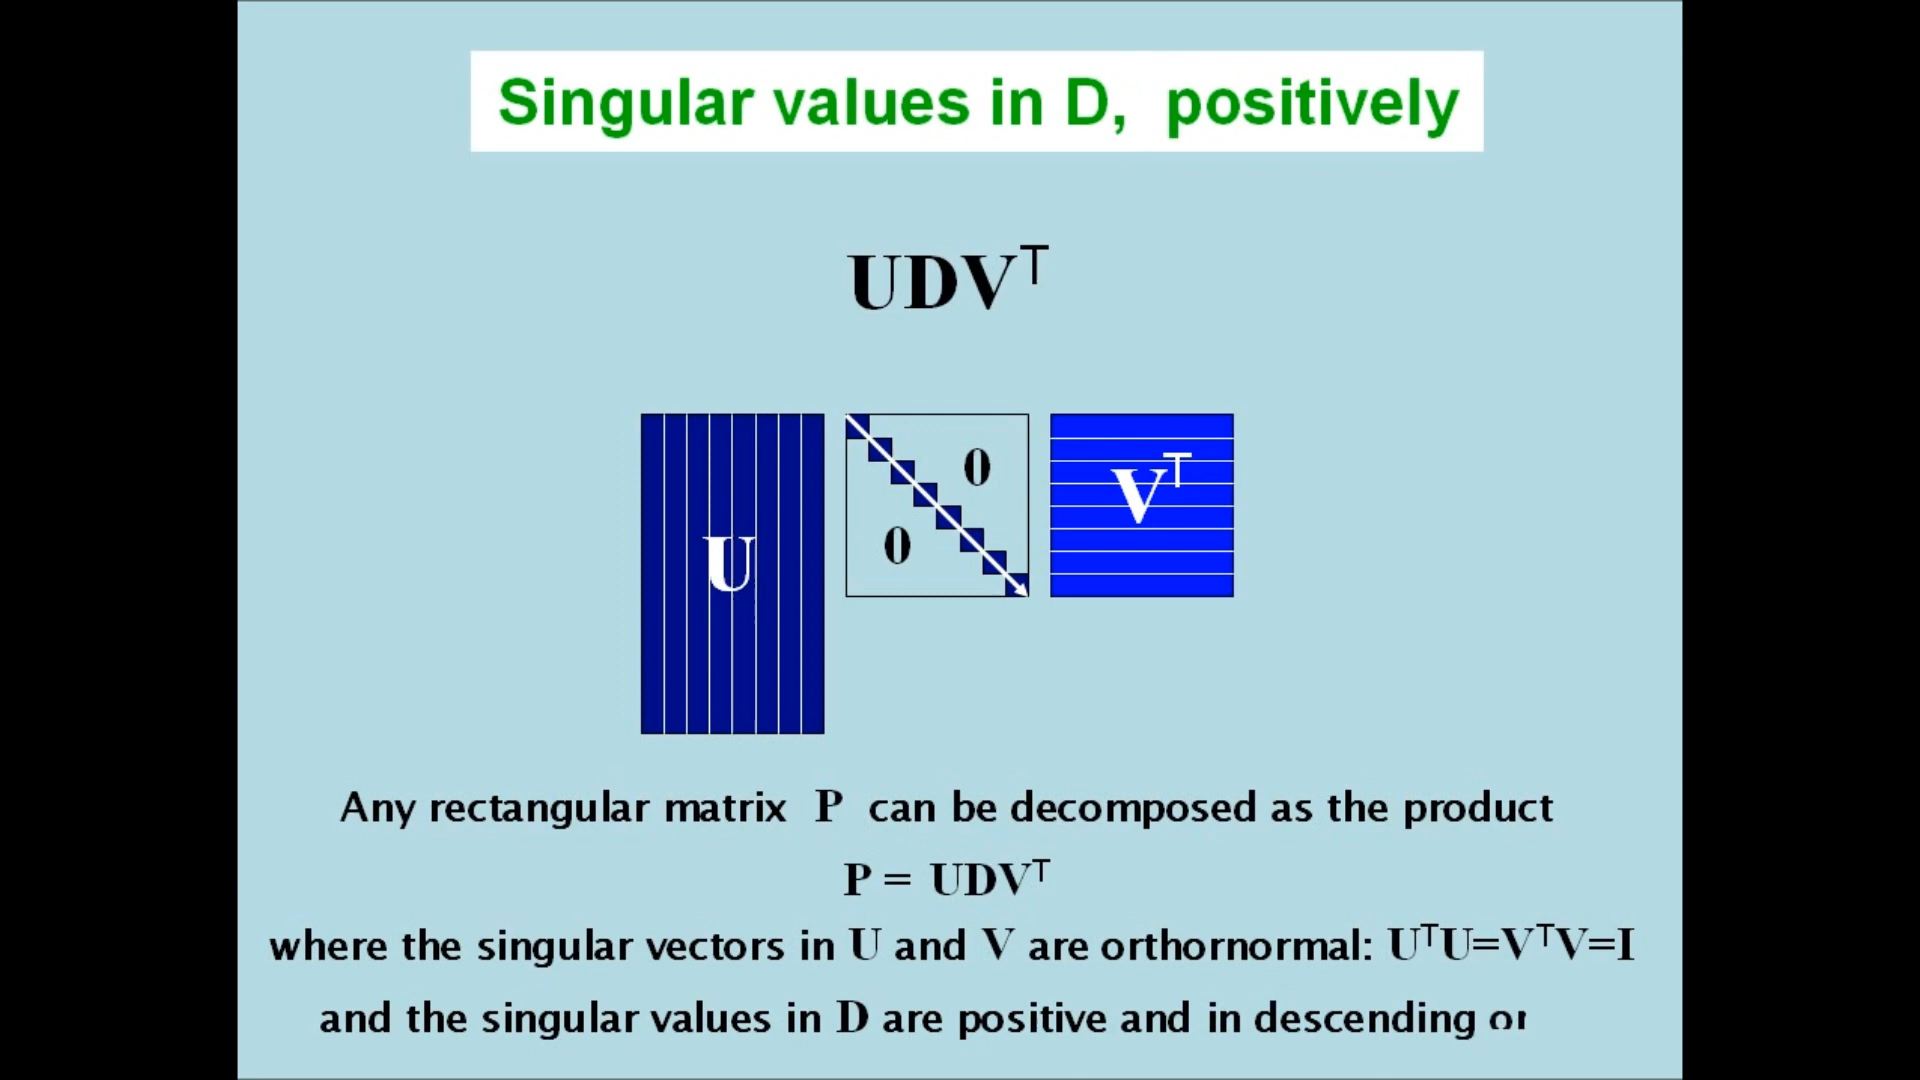 Singular values in D, positively
UDVᵀ
U
0
0
Vᵀ
Any rectangular matrix P can be decomposed as the product
P = UDVᵀ
where the singular vectors in U and V are orthornormal: UᵀU=VᵀV=I
and the singular values in D are positive and in descending